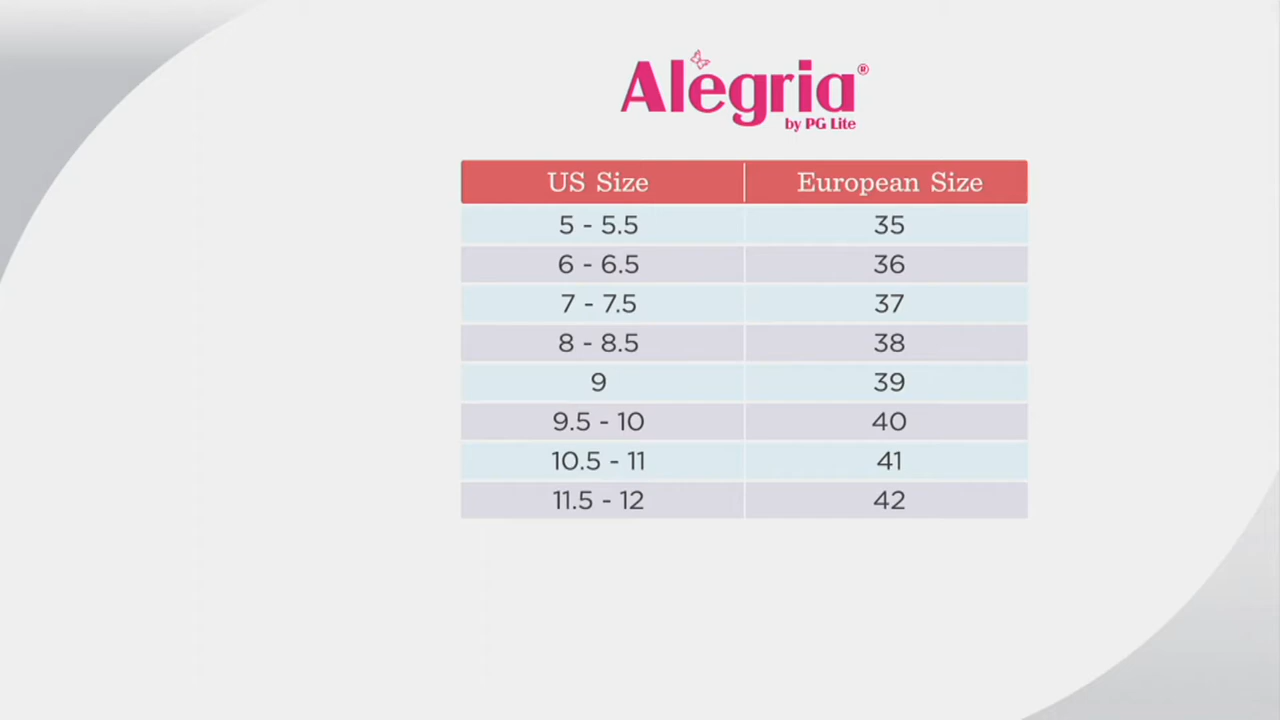 Alegria®
by PG Lite
US Size European Size
5 - 5.5 35
6 - 6.5 36
7 - 7.5 37
8 - 8.5 38
9 39
9.5 - 10 40
10.5 - 11 41
11.5 - 12 42